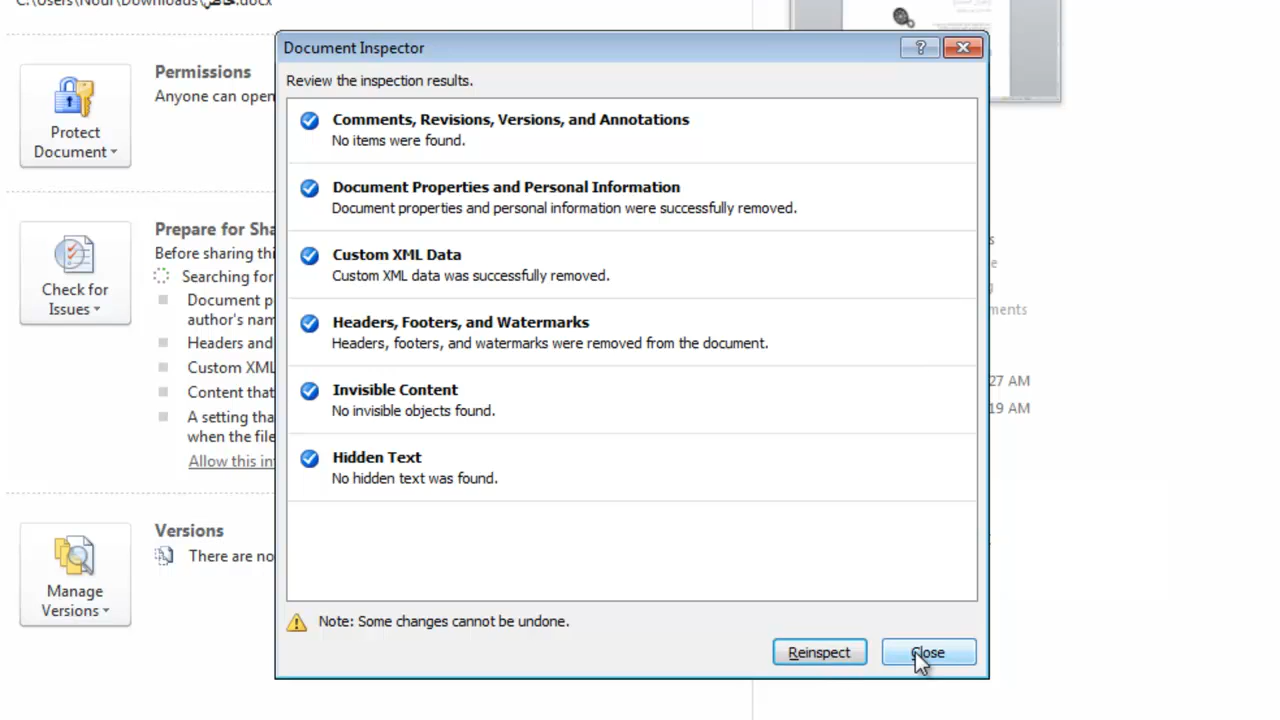 C:\Users\Nour\Downloads\خاص.docx
Document Inspector
Review the inspection results.
Comments, Revisions, Versions, and Annotations
No items were found.
Document Properties and Personal Information
Document properties and personal information were successfully removed.
Custom XML Data
Custom XML data was successfully removed.
Headers, Footers, and Watermarks
Headers, footers, and watermarks were removed from the document.
Invisible Content
No invisible objects found.
Hidden Text
No hidden text was found.
Note: Some changes cannot be undone.
Reinspect
Close
Permissions
Anyone can open
Protect
Document
Prepare for Sha
Before sharing thi
Searching for
Document p
author's nam
Headers and
Custom XML
Content that
A setting tha
when the file
Allow this in
Check for
Issues
Versions
There are no
Manage
Versions
ments
27 AM
19 AM